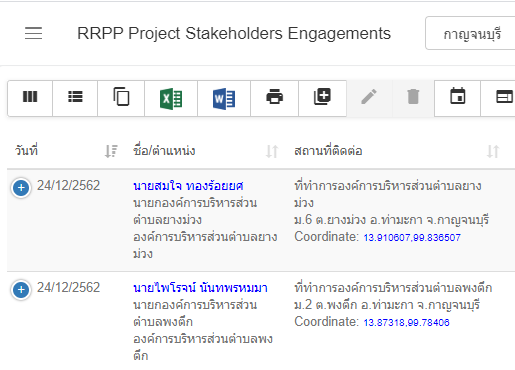 RRPP Project Stakeholders Engagements
กาญจนบุรี
วันที่ ชื่อ/ตำแหน่ง สถานที่ติดต่อ
24/12/2562 นายสมใจ ทองร้อยยศ ที่ทำการองค์การบริหารส่วนตำบลยาง
นายกองค์การบริหารส่วน ม่วง
ตำบลยางม่วง ม.6 ต.ยางม่วง อ.ท่ามะกา จ.กาญจนบุรี
องค์การบริหารส่วนตำบลยาง Coordinate: 13.910607,99.836507
ม่วง
24/12/2562 นายไพโรจน์ นันทพรหมมา ที่ทำการองค์การบริหารส่วนตำบลพงตึก
นายกองค์การบริหารส่วน ม.2 ต.พงตึก อ.ท่ามะกา จ.กาญจนบุรี
ตำบลพงตึก Coordinate: 13.87318,99.78406
องค์การบริหารส่วนตำบลพง
ตึก